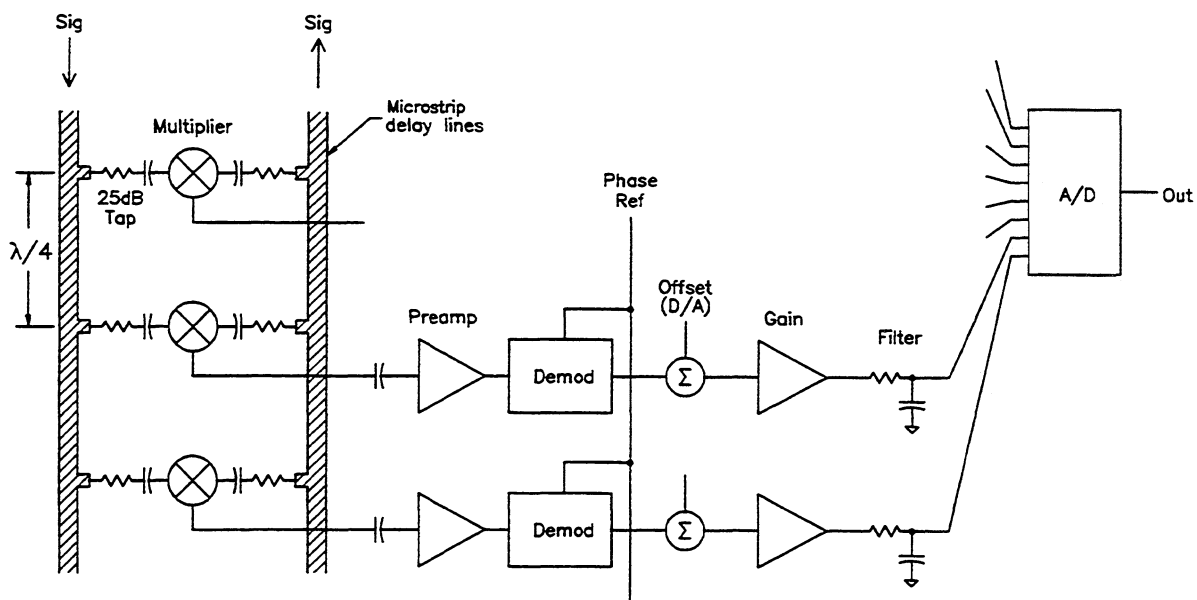 Sig
Sig
Multiplier
Microstrip
delay lines
25dB
Tap
λ/4
Phase
Ref
Offset
(D/A)
Preamp
Demod
Σ
Gain
Filter
A/D
Out
Demod
Σ